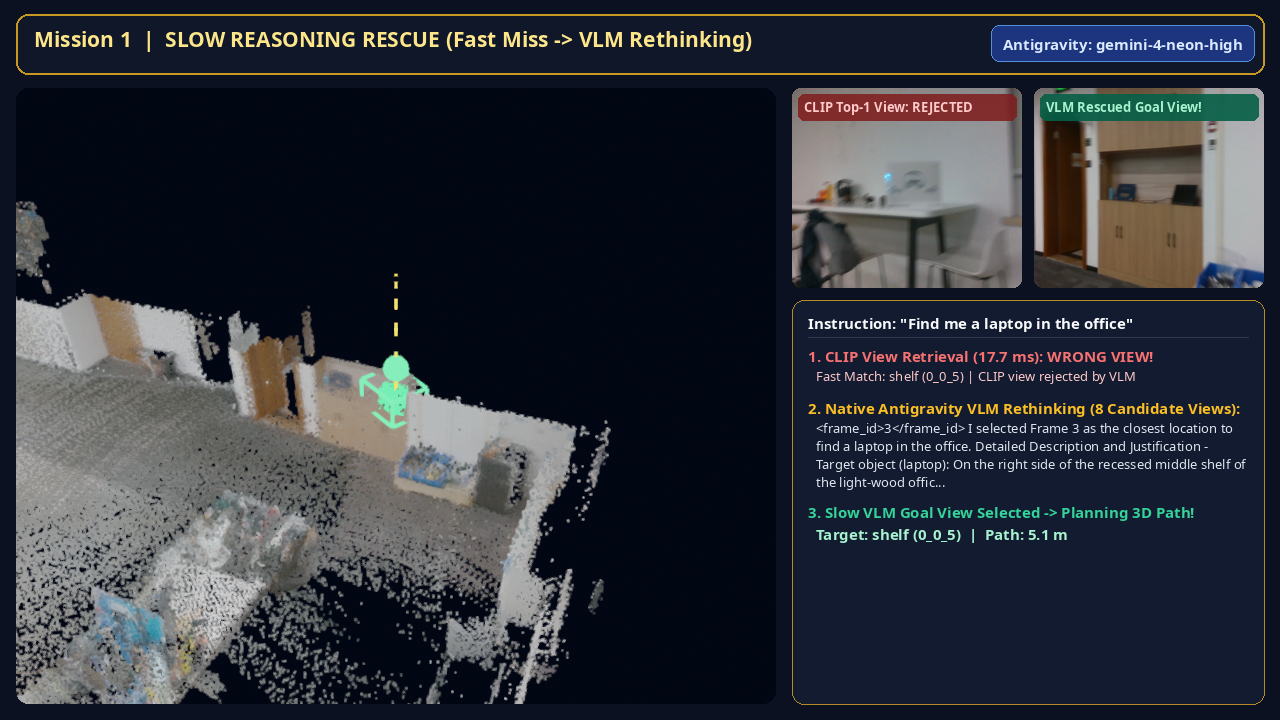 Mission 1 | SLOW REASONING RESCUE (Fast Miss -> VLM Rethinking)
Antigravity: gemini-4-neon-high
CLIP Top-1 View: REJECTED
VLM Rescued Goal View!
Instruction: "Find me a laptop in the office"
1. CLIP View Retrieval (17.7 ms): WRONG VIEW!
Fast Match: shelf (0_0_5) | CLIP view rejected by VLM
2. Native Antigravity VLM Rethinking (8 Candidate Views):
<frame_id>3</frame_id> I selected Frame 3 as the closest location to
find a laptop in the office. Detailed Description and Justification -
Target object (laptop): On the right side of the recessed middle shelf of
the light-wood offic...
3. Slow VLM Goal View Selected -> Planning 3D Path!
Target: shelf (0_0_5) | Path: 5.1 m